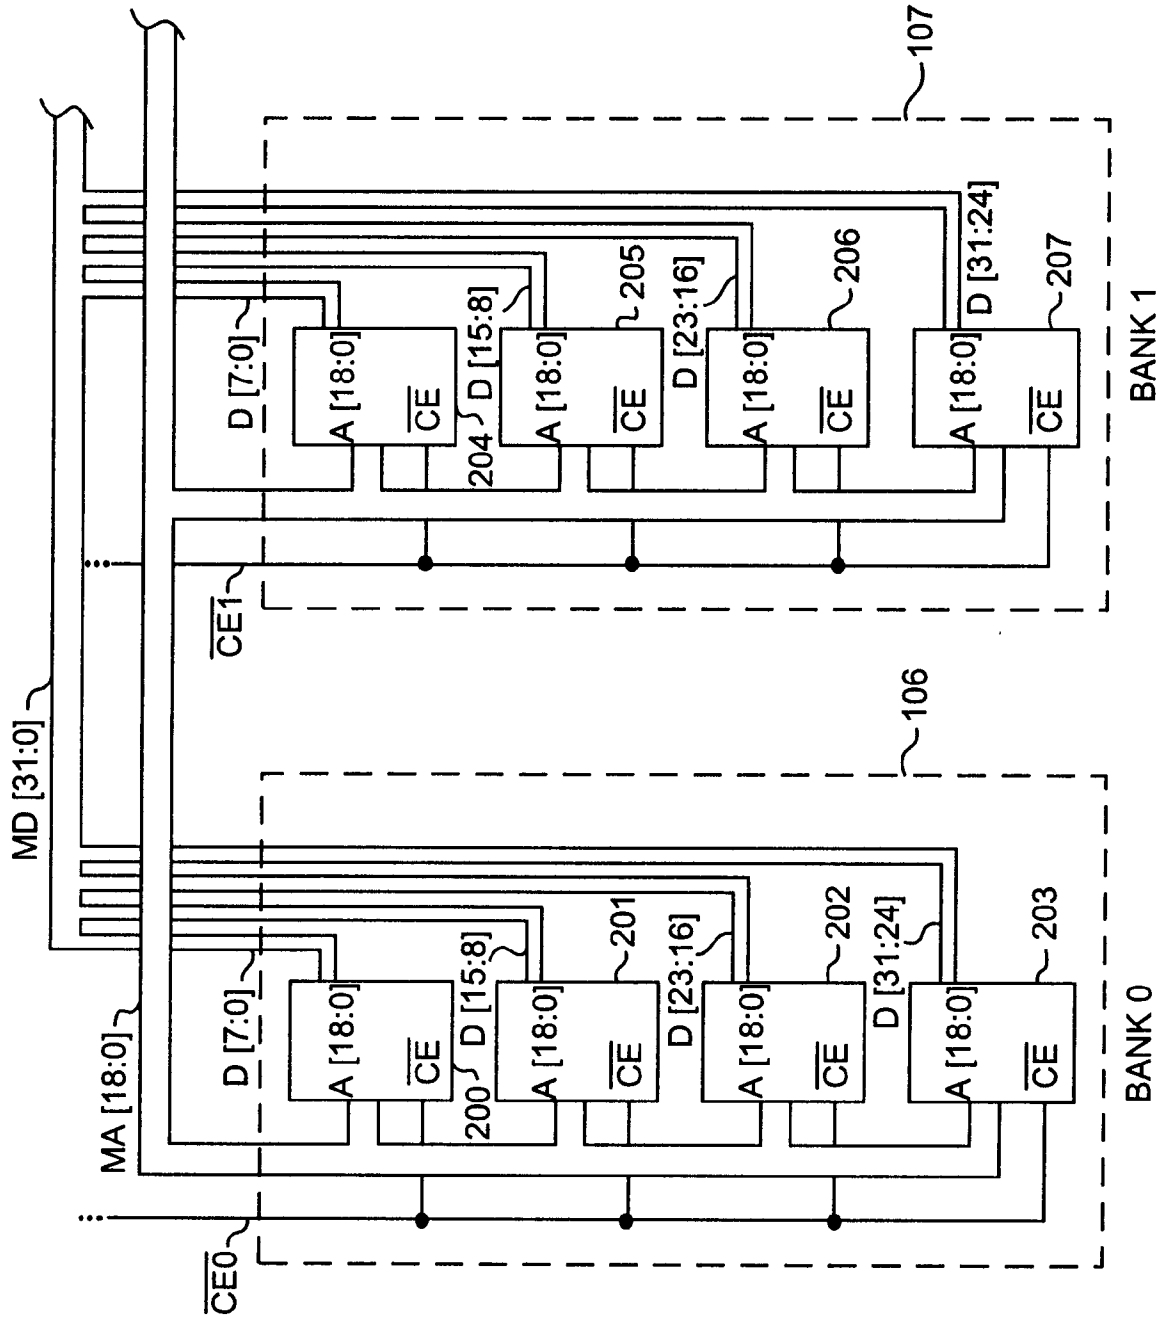 MD [31:0]
MA [18:0]
CE0
D [7:0]
A [18:0]
CE
200
D [15:8]
A [18:0]
CE
201
D [23:16]
A [18:0]
CE
202
D [31:24]
A [18:0]
CE
203
106
BANK 0
CE1
D [7:0]
A [18:0]
CE
204
D [15:8]
A [18:0]
CE
205
D [23:16]
A [18:0]
CE
206
D [31:24]
A [18:0]
CE
207
107
BANK 1